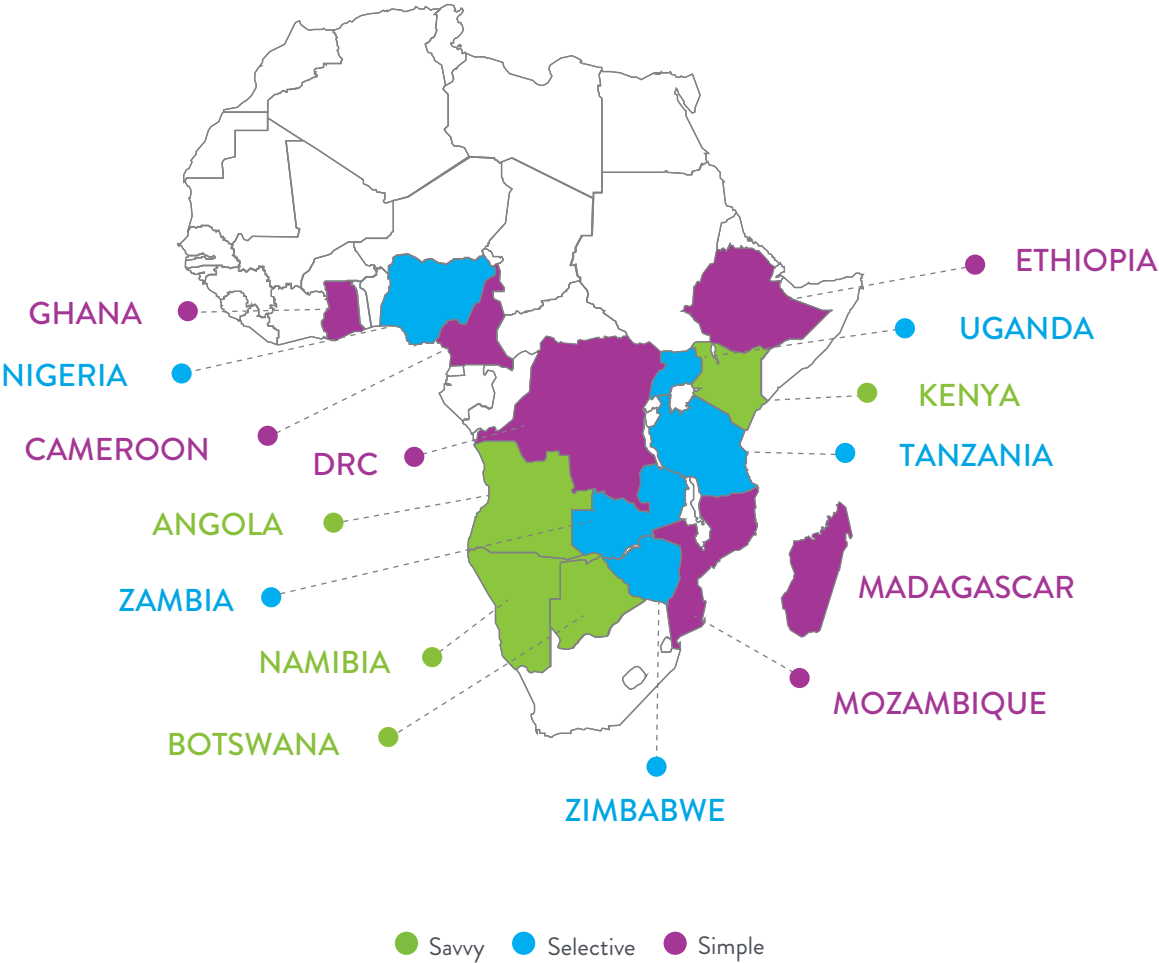 ETHIOPIA
GHANA
UGANDA
NIGERIA
KENYA
CAMEROON
DRC
TANZANIA
ANGOLA
ZAMBIA
MADAGASCAR
NAMIBIA
MOZAMBIQUE
BOTSWANA
ZIMBABWE
Savvy Selective Simple